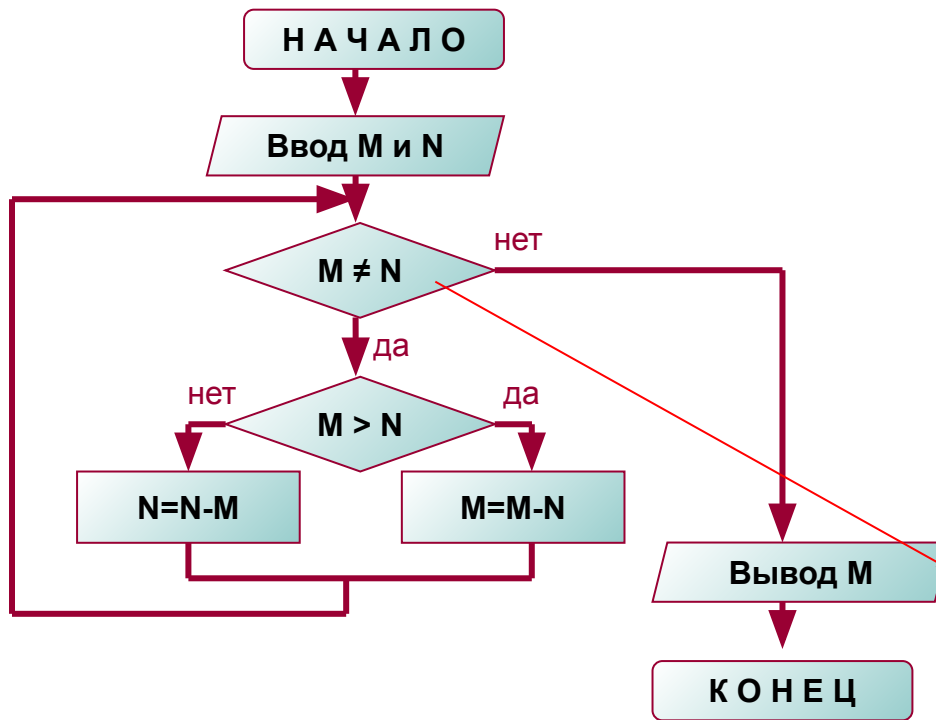 Н А Ч А Л О
Ввод M и N
нет
M ≠ N
да
нет
да
M > N
N=N-M
M=M-N
Вывод M
К О Н Е Ц